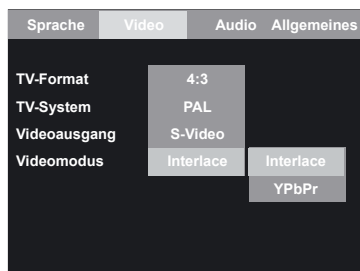 Sprache Video Audio Allgemeines
TV-Format 4:3
TV-System PAL
Videoausgang S-Video
Videomodus Interlace Interlace
YPbPr